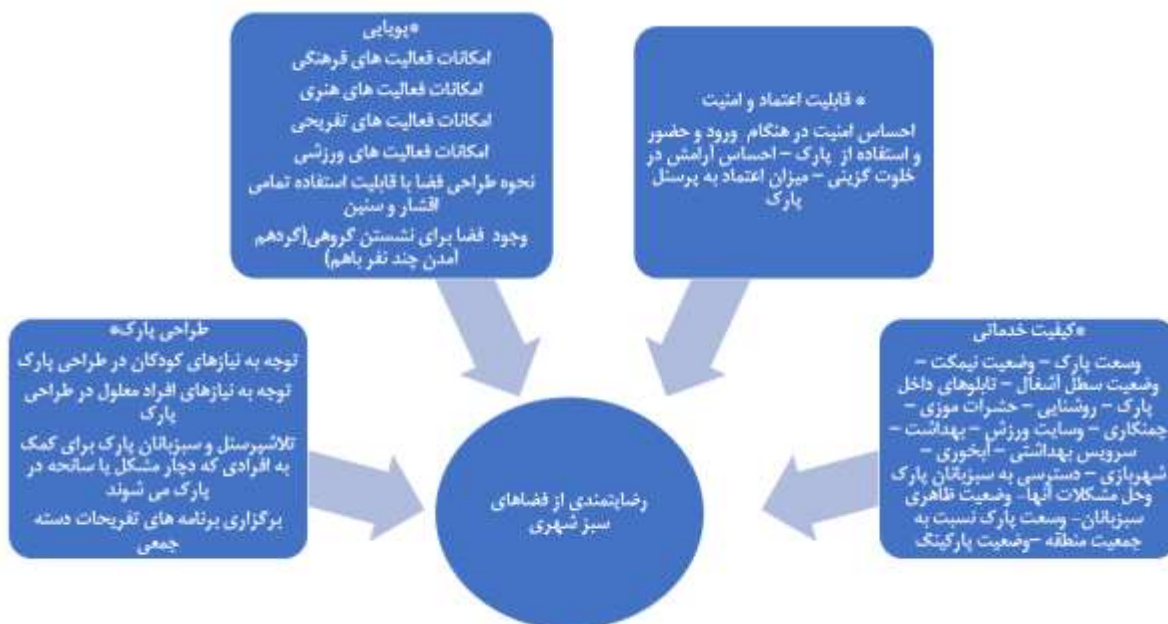 *پویایی
امکانات فعالیت های فرهنگی
امکانات فعالیت های هنری
امکانات فعالیت های تفریحی
امکانات فعالیت های ورزشی
نحوه طراحی فضا با قابلیت استفاده تمامی
اقشار و سنین
وجود فضا برای نشستن گروهی(گردهم
آمدن چند نفر باهم)
* قابلیت اعتماد و امنیت
احساس امنیت در هنگام ورود و حضور
و استفاده از پارک – احساس آرامش در
خلوت گزینی – میزان اعتماد به پرسنل
پارک
*کیفیت خدماتی
وسعت پارک – وضعیت نیمکت –
وضعیت سطل آشغال – تابلوهای داخل
پارک – روشنایی – حشرات موزی –
چمنکاری – وسایت ورزش – بهداشت –
سرویس بهداشتی – آبخوری –
شهربازی – دسترسی به سبزبانان پارک
وحل مشکلات آنها- وضعیت ظاهری
سبزبانان- وسعت پارک نسبت به
جمعیت منطقه –وضعیت پارکینگ
طراحی پارک*
توجه به نیازهای کودکان در طراحی پارک
توجه به نیازهای افراد معلول در طراحی
پارک
تلاشپرسنل و سبزبانان پارک برای کمک
به افرادی که دچار مشکل یا سانحه در
پارک می شوند
برگزاری برنامه های تفریحات دسته
جمعی
رضایتمندی از فضاهای
سبز شهری